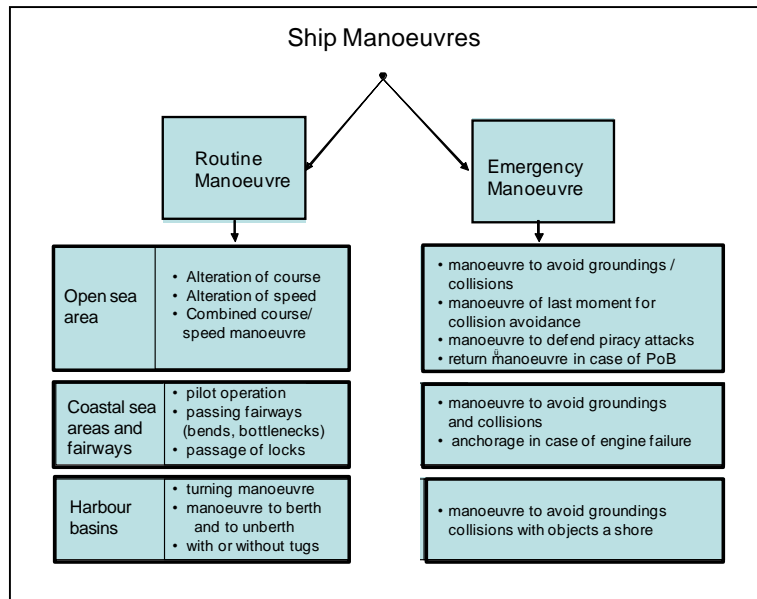 Ship Manoeuvres
Routine
Manoeuvre
Emergency
Manoeuvre
Open sea
area
• Alteration of course
• Alteration of speed
• Combined course/
speed manoeuvre
• manoeuvre to avoid groundings /
collisions
• manoeuvre of last moment for
collision avoidance
• manoeuvre to defend piracy attacks
• return manoeuvre in case of PoB
Coastal sea
areas and
fairways
• pilot operation
• passing fairways
(bends, bottlenecks)
• passage of locks
• manoeuvre to avoid groundings
and collisions
• anchorage in case of engine failure
Harbour
basins
• turning manoeuvre
• manoeuvre to berth
and to unberth
• with or without tugs
• manoeuvre to avoid groundings
collisions with objects a shore